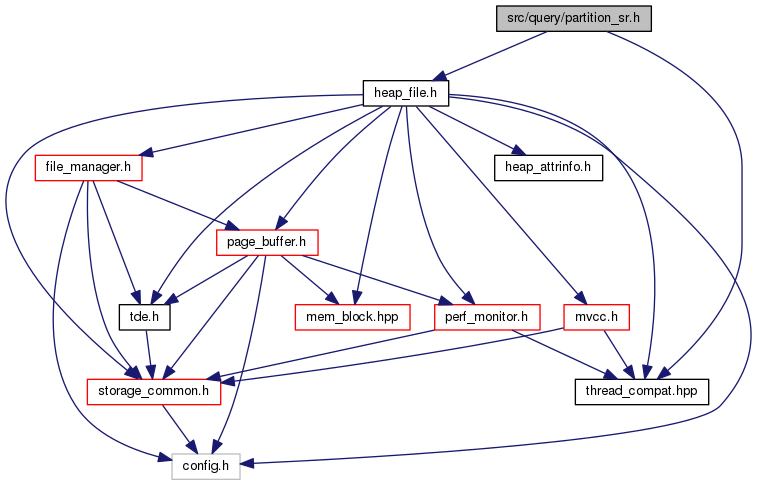 src/query/partition_sr.h
heap_file.h
file_manager.h
heap_attrinfo.h
page_buffer.h
tde.h
mem_block.hpp
perf_monitor.h
mvcc.h
storage_common.h
thread_compat.hpp
config.h